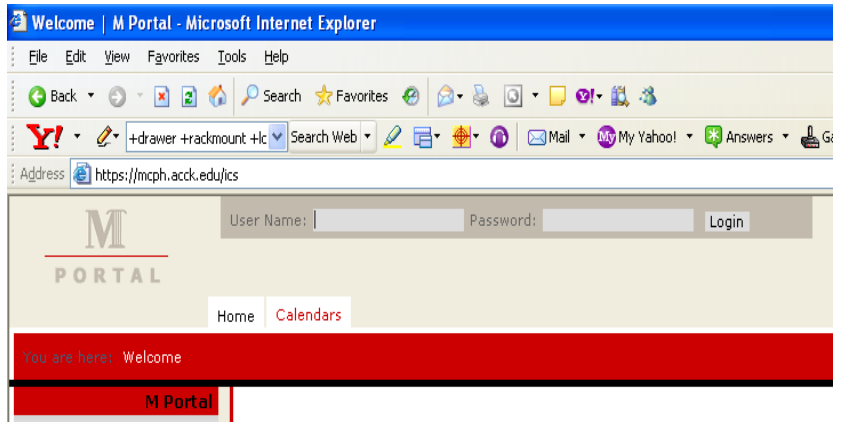 Welcome | M Portal - Microsoft Internet Explorer
File Edit View Favorites Tools Help
Back Search Favorites
Y! +drawer +rackmount +lc Search Web Mail My Yahoo! Answers
Address https://mcph.acck.edu/ics
M User Name: Password: Login
PORTAL
Home Calendars
You are here: Welcome
M Portal